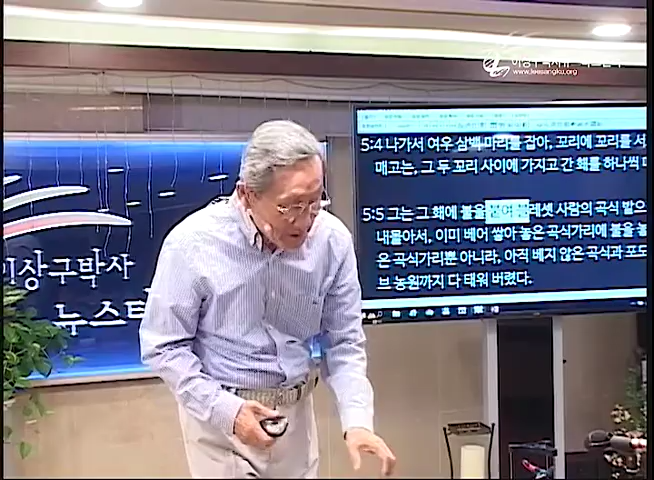 www.leesangku.org
5:4 나가서 여우 삼백 마리를 잡아, 꼬리에 꼬리를 서
매고는, 그 두 꼬리 사이에 가지고 간 홰를 하나씩 매
5:5 그는 그 홰에 불을 붙여 블레셋 사람의 곡식 밭으
내몰아서, 이미 베어 쌓아 놓은 곡식가리에 불을 놓
은 곡식가리뿐 아니라, 아직 베지 않은 곡식과 포도
브 농원까지 다 태워 버렸다.
이상구박사
뉴스타